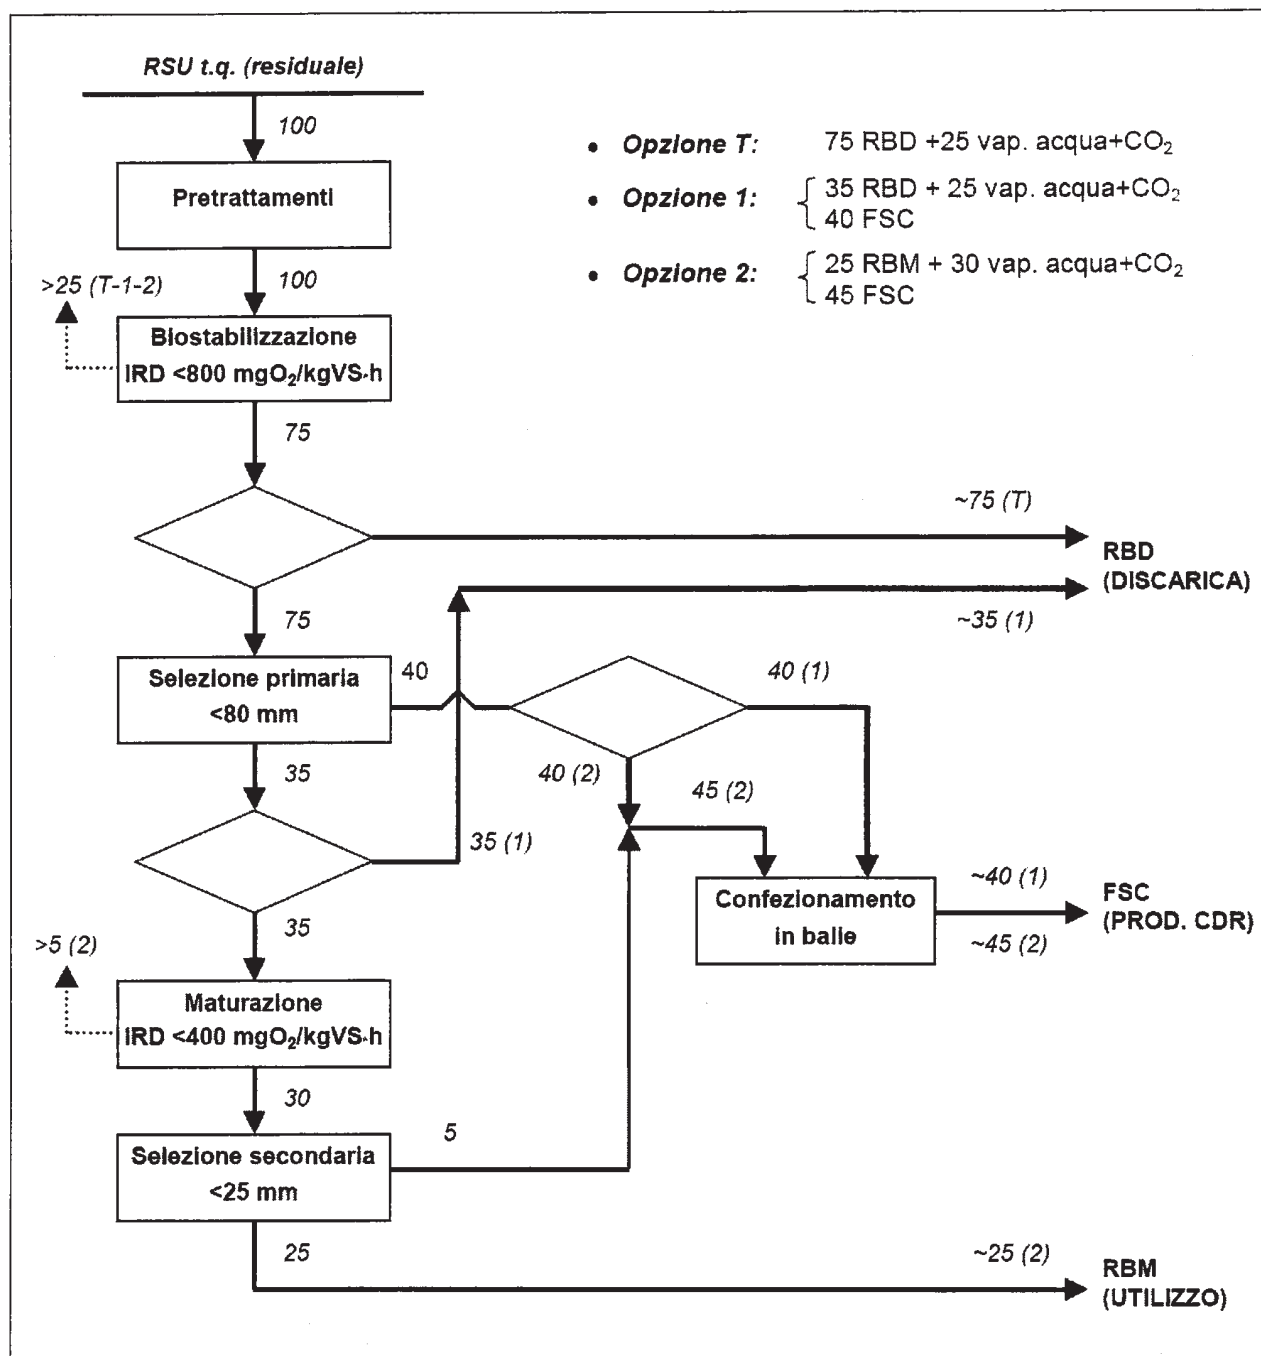 RSU t.q. (residuale)
100
• Opzione T: 75 RBD +25 vap. acqua+CO₂
Pretrattamenti
• Opzione 1: { 35 RBD + 25 vap. acqua+CO₂
40 FSC
• Opzione 2: { 25 RBM + 30 vap. acqua+CO₂
45 FSC
100
>25 (T-1-2)
Biostabilizzazione
IRD <800 mgO₂/kgVS·h
75
~75 (T)
RBD
(DISCARICA)
75
~35 (1)
Selezione primaria
<80 mm
40
40 (1)
35
40 (2)
45 (2)
35 (1)
Confezionamento
in balle
~40 (1)
FSC
(PROD. CDR)
~45 (2)
35
>5 (2)
Maturazione
IRD <400 mgO₂/kgVS·h
30
5
Selezione secondaria
<25 mm
25
~25 (2)
RBM
(UTILIZZO)